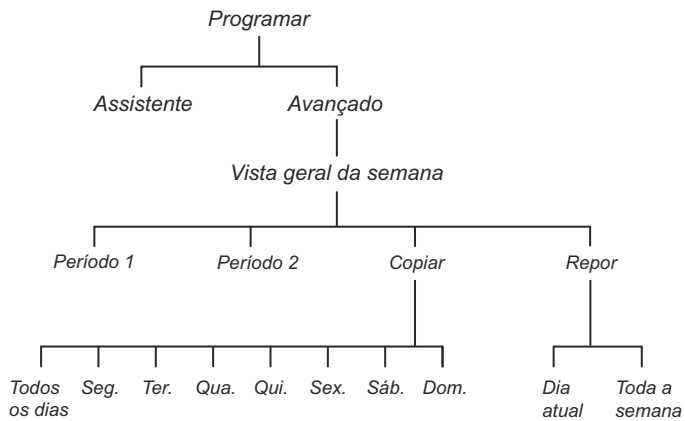 Programar
Assistente
Avançado
Vista geral da semana
Período 1
Período 2
Copiar
Repor
Todos
os dias
Seg.
Ter.
Qua.
Qui.
Sex.
Sáb.
Dom.
Dia
atual
Toda a
semana